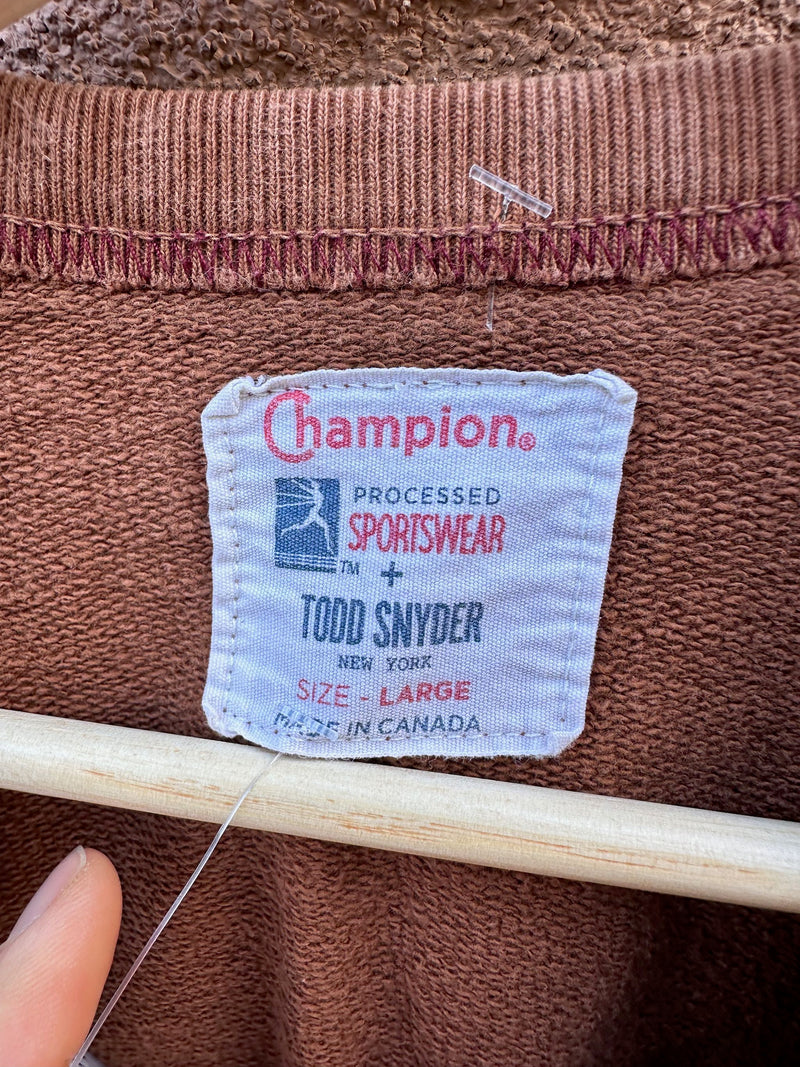 Champion®
PROCESSED
SPORTSWEAR
™ +
TODD SNYDER
NEW YORK
SIZE - LARGE
MADE IN CANADA